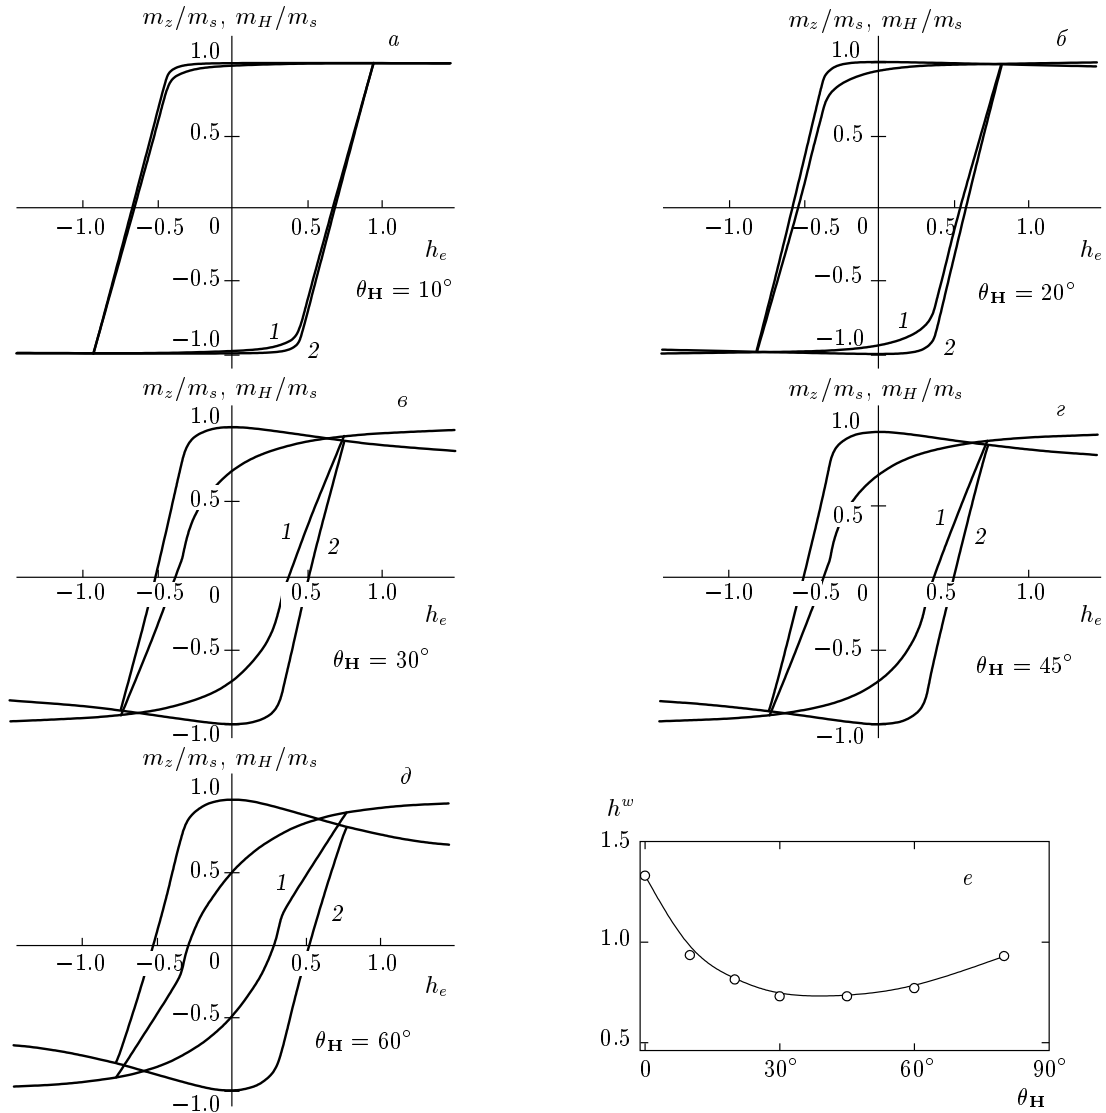 m_z/m_s, m_H/m_s
а
1.0
0.5
−1.0
−0.5
0
0.5
1.0
h_e
−0.5
θ_H = 10°
−1.0
1
2
m_z/m_s, m_H/m_s
б
1.0
0.5
−1.0
−0.5
0
0.5
1.0
h_e
−0.5
θ_H = 20°
−1.0
1
2
m_z/m_s, m_H/m_s
в
1.0
0.5
1
2
−1.0
−0.5
0
0.5
1.0
h_e
−0.5
θ_H = 30°
−1.0
m_z/m_s, m_H/m_s
г
1.0
0.5
1
2
−1.0
−0.5
0
0.5
1.0
h_e
−0.5
θ_H = 45°
−1.0
m_z/m_s, m_H/m_s
д
1.0
0.5
1
2
−1.0
−0.5
0
0.5
1.0
h_e
−0.5
θ_H = 60°
−1.0
h^w
1.5
е
1.0
0.5
0
30°
60°
90°
θ_H